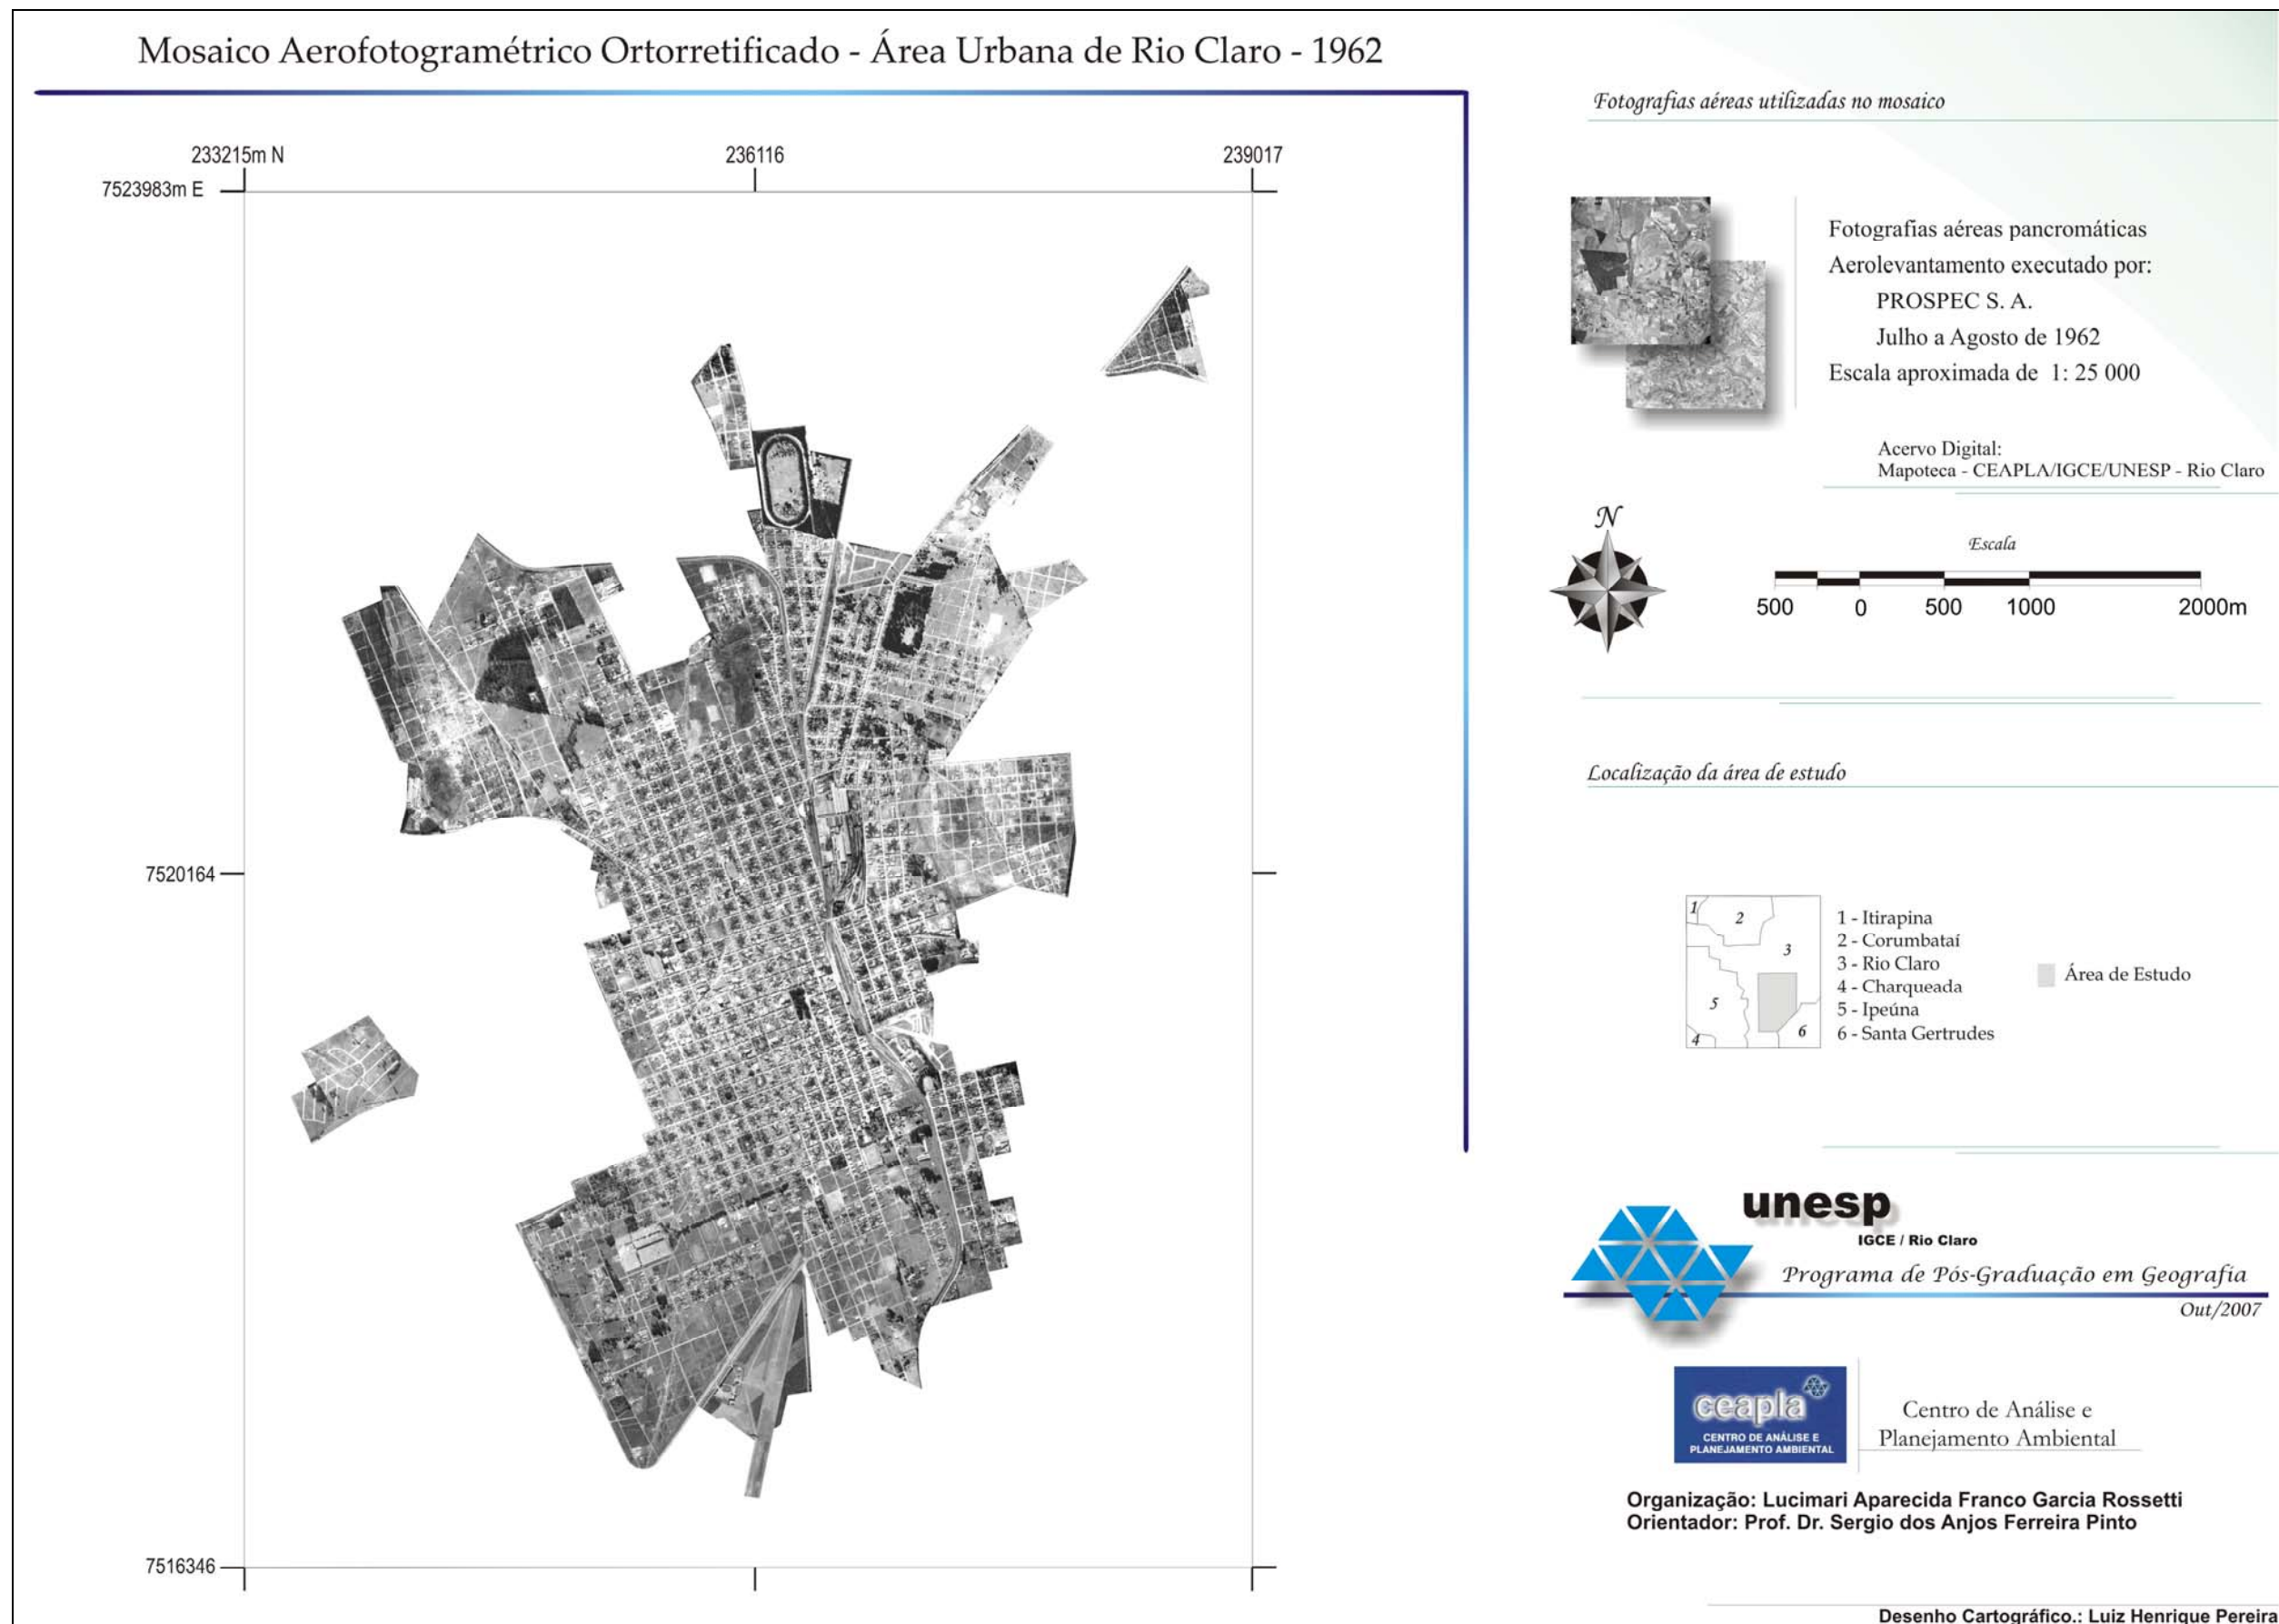 Mosaico Aerofotogramétrico Ortorretificado - Área Urbana de Rio Claro - 1962
233215m N
236116
239017
7523983m E
7520164
7516346
Fotografias aéreas utilizadas no mosaico
Fotografias aéreas pancromáticas
Aerolevantamento executado por:
PROSPEC S. A.
Julho a Agosto de 1962
Escala aproximada de 1: 25 000
Acervo Digital:
Mapoteca - CEAPLA/IGCE/UNESP - Rio Claro
N
Escala
500 0 500 1000 2000m
Localização da área de estudo
1
2
3
5
6
4
1 - Itirapina
2 - Corumbataí
3 - Rio Claro
4 - Charqueada
5 - Ipeúna
6 - Santa Gertrudes
Área de Estudo
unesp
IGCE / Rio Claro
Programa de Pós-Graduação em Geografia
Out/2007
ceapla
CENTRO DE ANÁLISE E
PLANEJAMENTO AMBIENTAL
Centro de Análise e
Planejamento Ambiental
Organização: Lucimari Aparecida Franco Garcia Rossetti
Orientador: Prof. Dr. Sergio dos Anjos Ferreira Pinto
Desenho Cartográfico.: Luiz Henrique Pereira